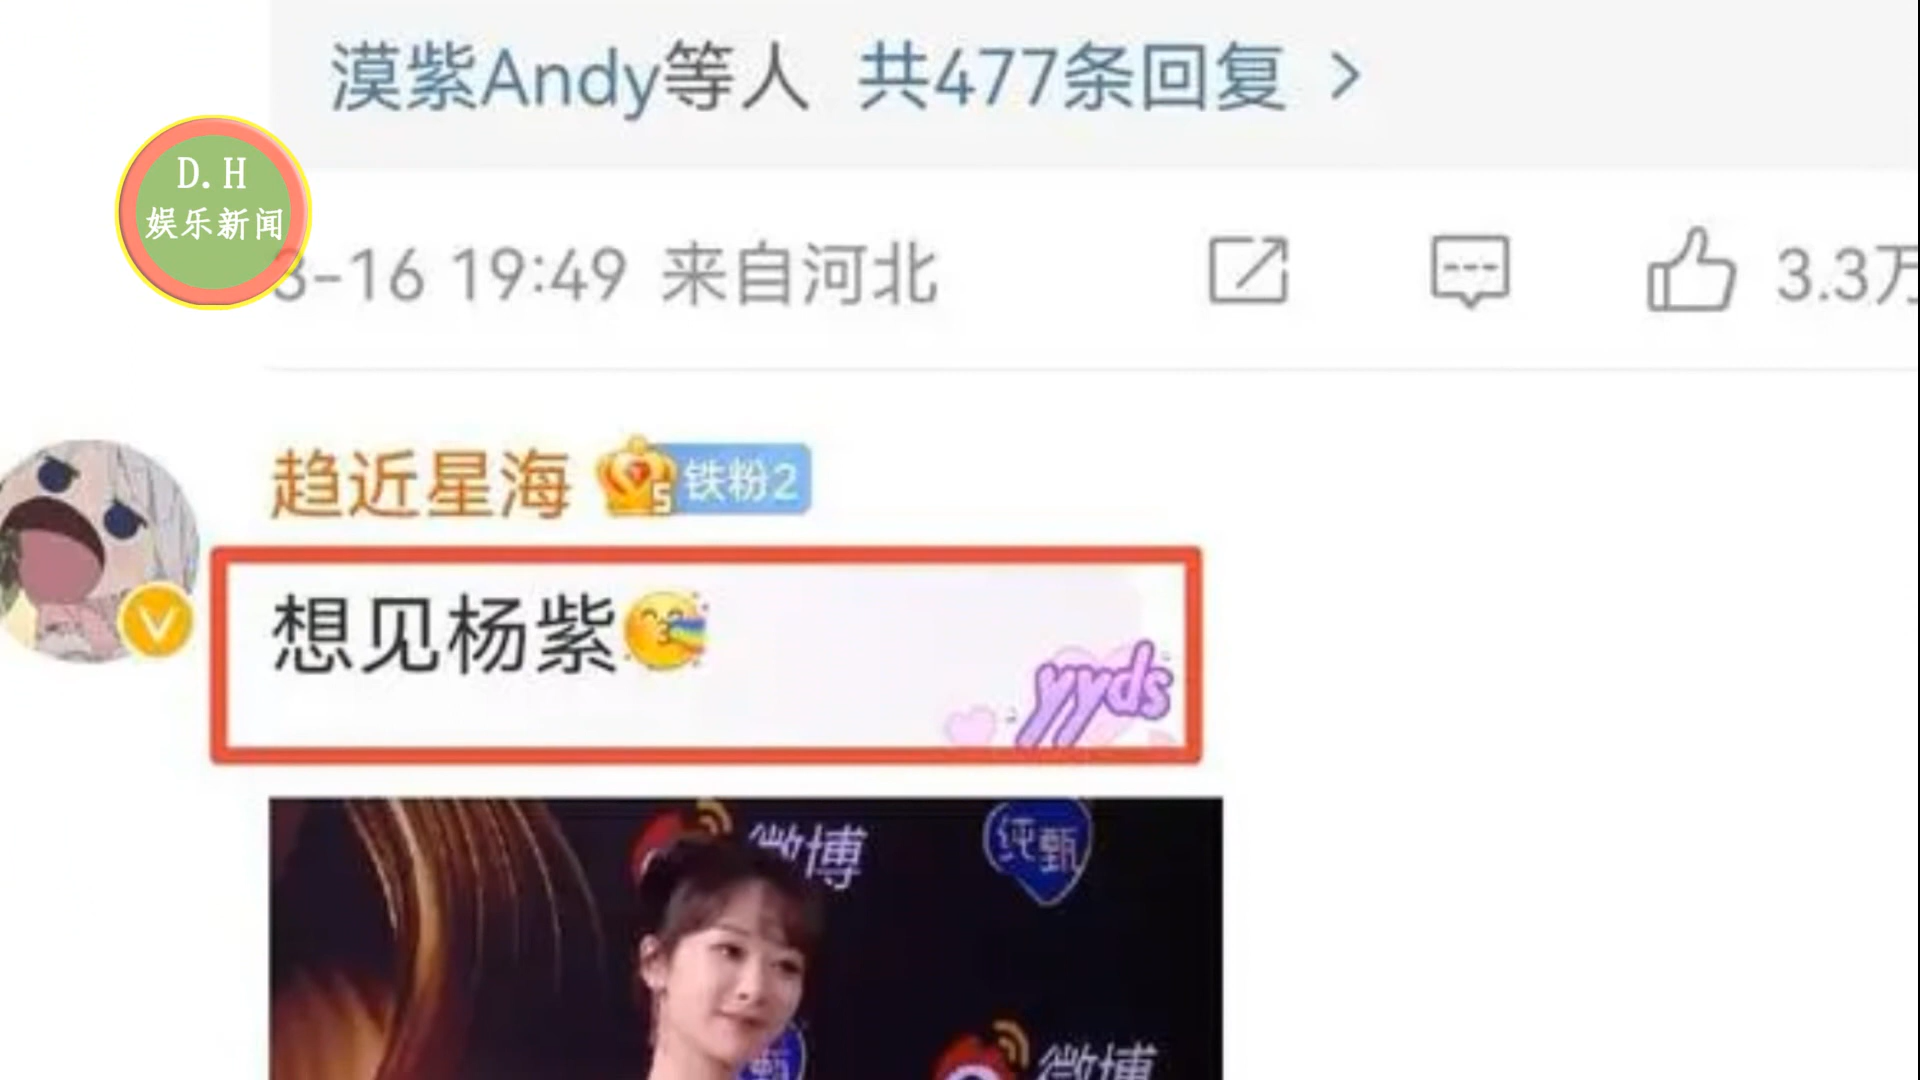 漠紫Andy等人 共477条回复 >
D.H
娱乐新闻
3-16 19:49 来自河北
3.3万
趋近星海 5 铁粉2
想见杨紫
yyds
微博
纯甄
甄
微博